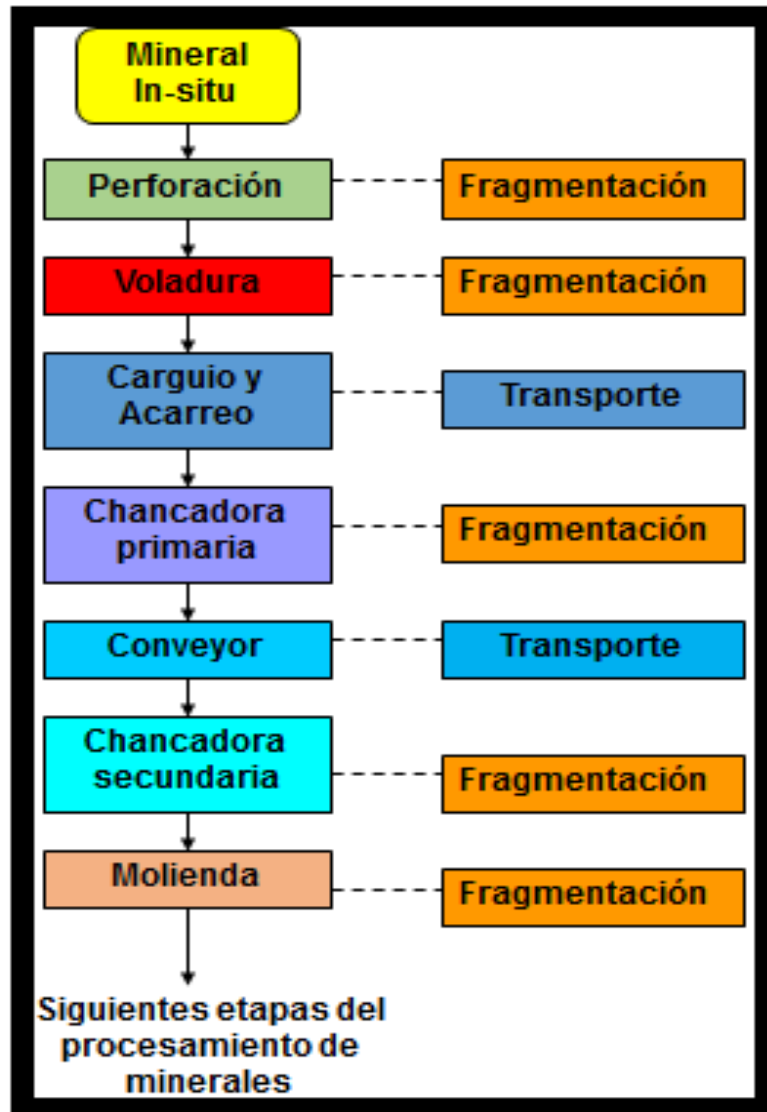 Mineral
In-situ
Perforación
Fragmentación
Voladura
Fragmentación
Carguio y
Acarreo
Transporte
Chancadora
primaria
Fragmentación
Conveyor
Transporte
Chancadora
secundaria
Fragmentación
Molienda
Fragmentación
Siguientes etapas del
procesamiento de
minerales